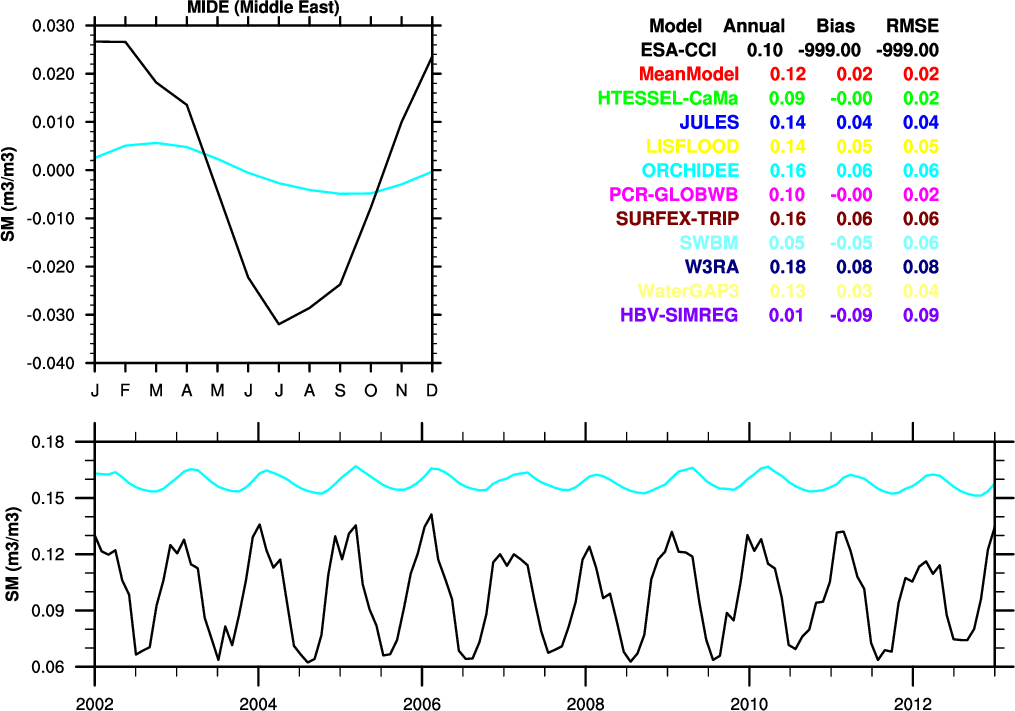 MIDE (Middle East)
0.030
0.020
0.010
0.000
-0.010
-0.020
-0.030
-0.040
SM (m3/m3)
J F M A M J J A S O N D
Model Annual Bias RMSE
ESA-CCI 0.10 -999.00 -999.00
MeanModel 0.12 0.02 0.02
HTESSEL-CaMa 0.09 -0.00 0.02
JULES 0.14 0.04 0.04
LISFLOOD 0.14 0.05 0.05
ORCHIDEE 0.16 0.06 0.06
PCR-GLOBWB 0.10 -0.00 0.02
SURFEX-TRIP 0.16 0.06 0.06
SWBM 0.05 -0.05 0.06
W3RA 0.18 0.08 0.08
WaterGAP3 0.13 0.03 0.04
HBV-SIMREG 0.01 -0.09 0.09
0.18
0.15
0.12
0.09
0.06
SM (m3/m3)
2002 2004 2006 2008 2010 2012